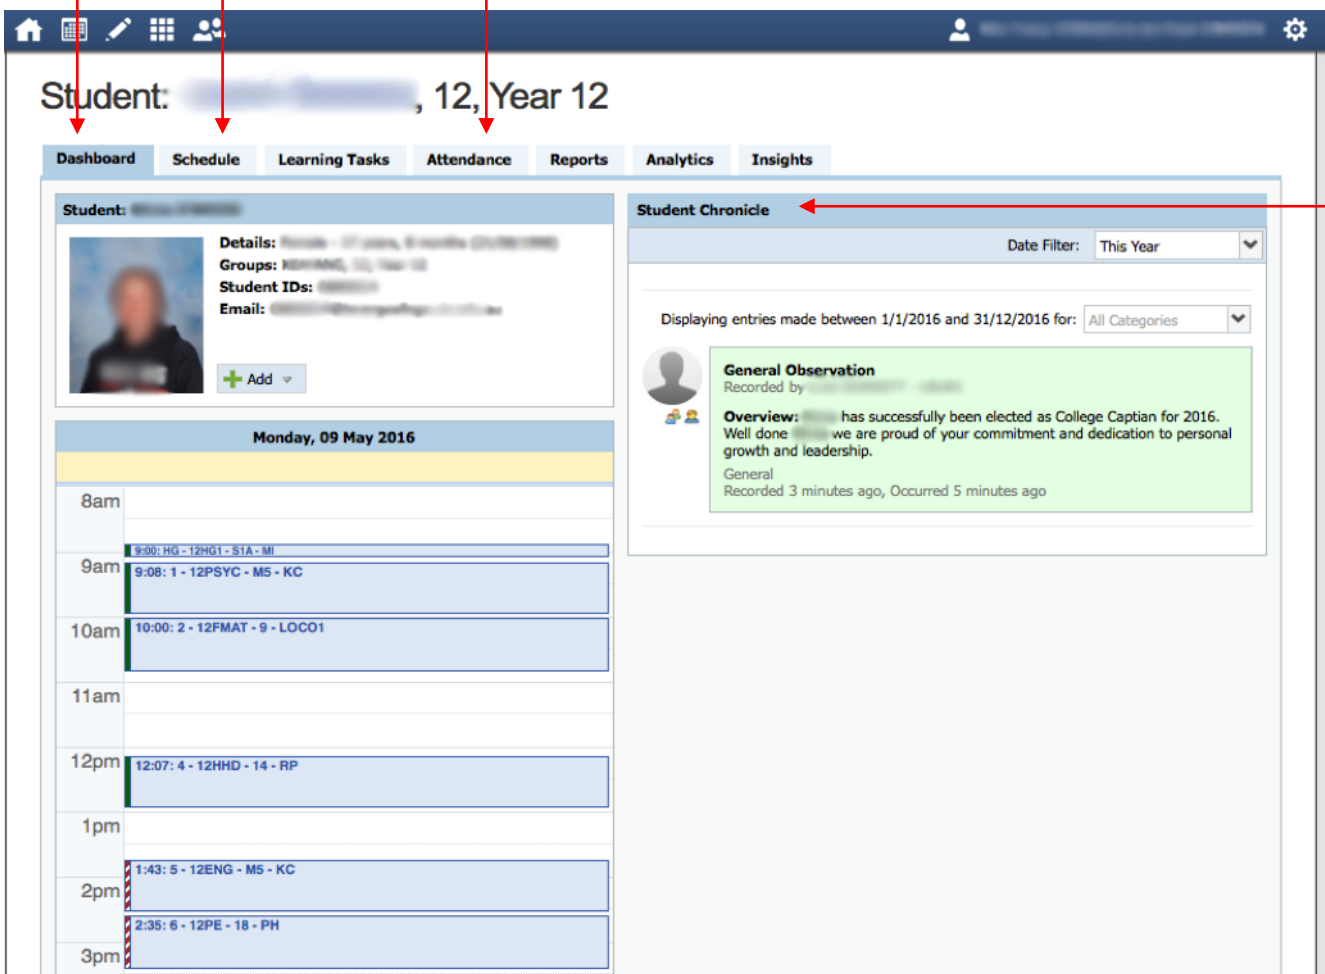 Student: , 12, Year 12
Dashboard Schedule Learning Tasks Attendance Reports Analytics Insights
Student:
Details:
Groups:
Student IDs:
Email:
Add
Monday, 09 May 2016
8am
9:00: HG - 12HG1 - S1A - MI
9am
9:08: 1 - 12PSYC - M5 - KC
10am
10:00: 2 - 12FMAT - 9 - LOCO1
11am
12pm
12:07: 4 - 12HHD - 14 - RP
1pm
1:43: 5 - 12ENG - M5 - KC
2pm
2:35: 6 - 12PE - 18 - PH
3pm
Student Chronicle
Date Filter: This Year
Displaying entries made between 1/1/2016 and 31/12/2016 for: All Categories
General Observation
Recorded by
Overview: has successfully been elected as College Captian for 2016.
Well done we are proud of your commitment and dedication to personal
growth and leadership.
General
Recorded 3 minutes ago, Occurred 5 minutes ago